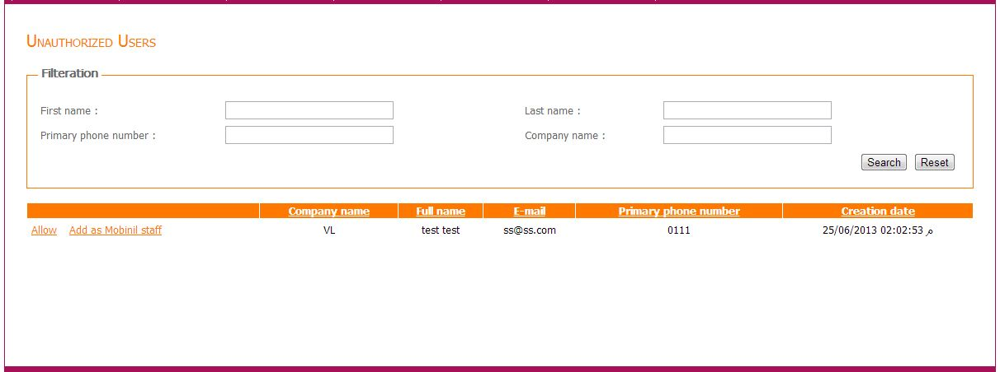 Unauthorized Users
Filteration
First name :
Last name :
Primary phone number :
Company name :
Search Reset
Company name Full name E-mail Primary phone number Creation date
Allow Add as Mobinil staff VL test test ss@ss.com 0111 25/06/2013 02:02:53 م